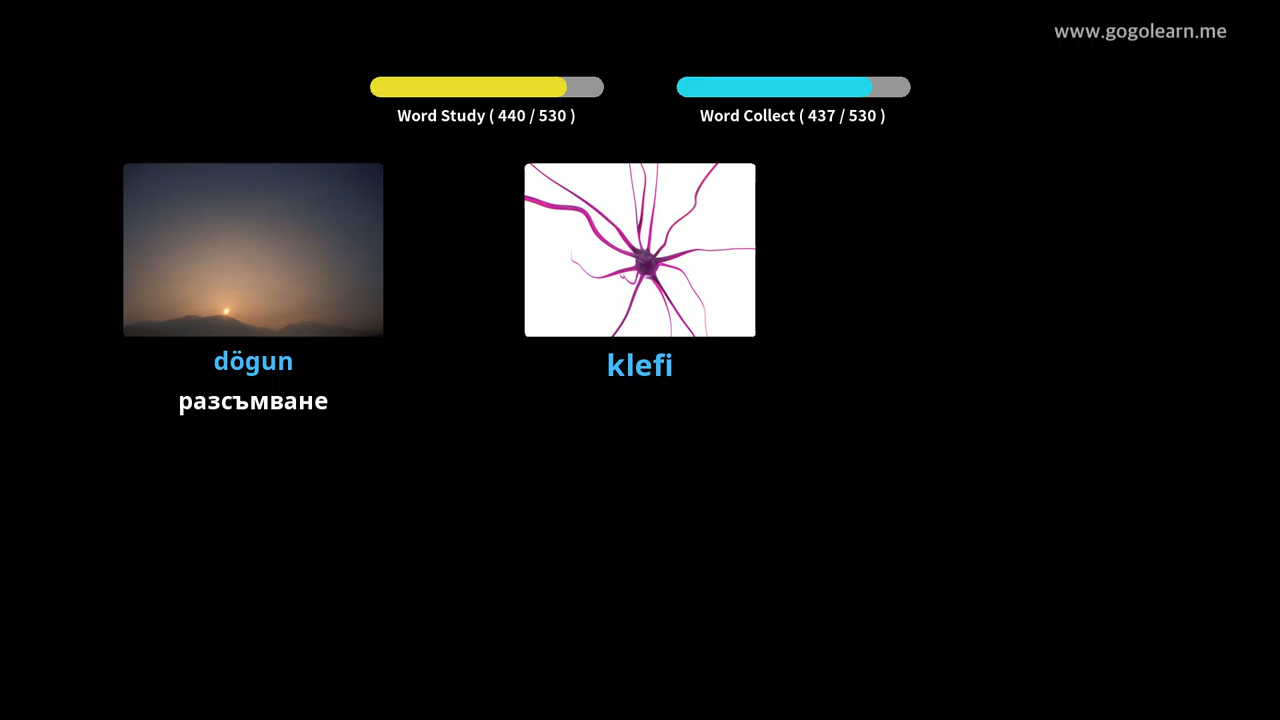 www.gogolearn.me
Word Study ( 440 / 530 )
Word Collect ( 437 / 530 )
dögun
разсъмване
klefi